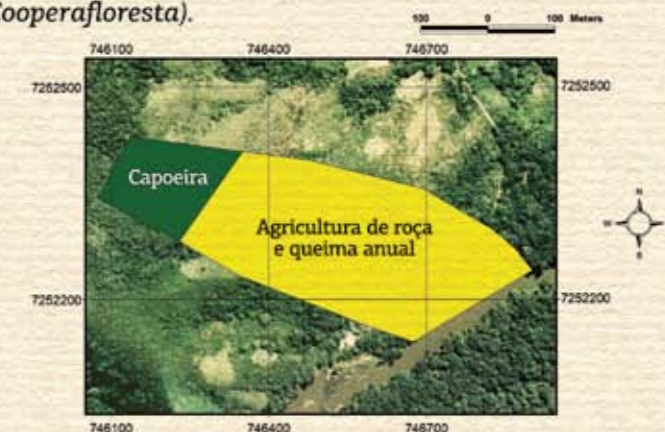 Cooperafloresta).
100 0 100 Meters
746100 746400 746700
7262500 7252500
Capoeira
Agricultura de roça
e queima anual
N
W
S
7252200 7252200
746100 746400 746700